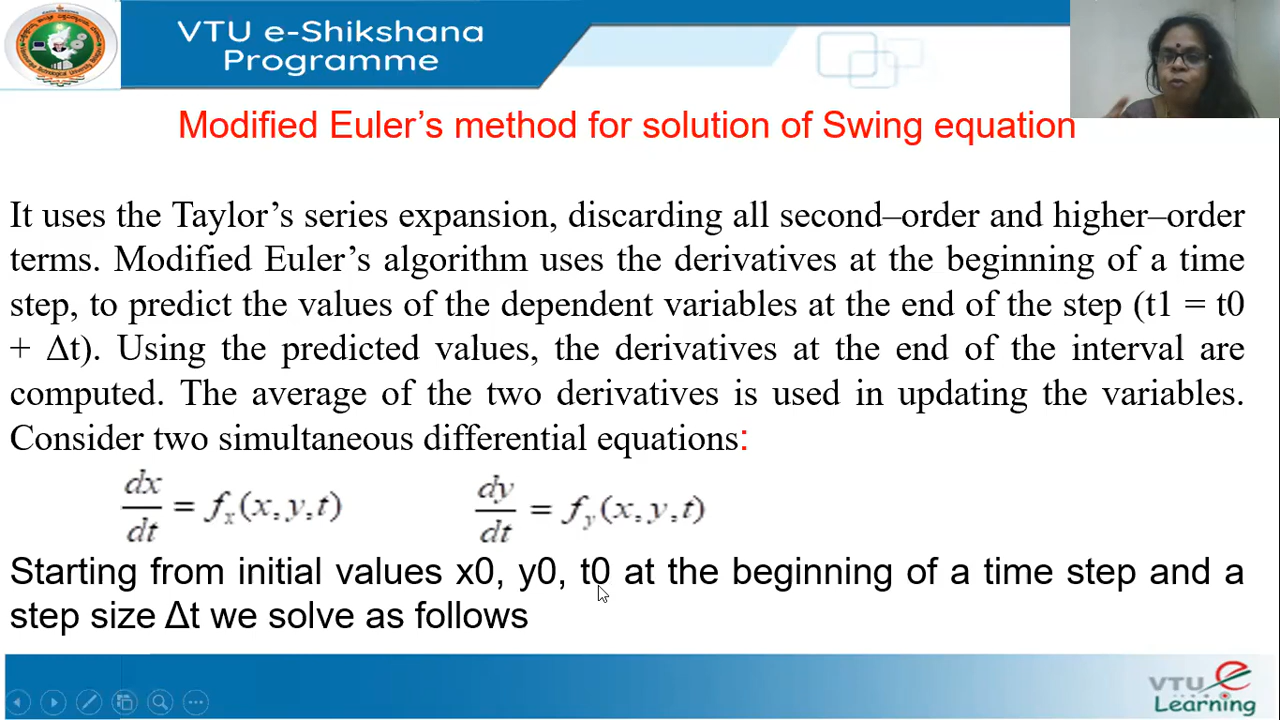 VTU e-Shikshana
Programme
Modified Euler’s method for solution of Swing equation
It uses the Taylor’s series expansion, discarding all second–order and higher–order
terms. Modified Euler’s algorithm uses the derivatives at the beginning of a time
step, to predict the values of the dependent variables at the end of the step (t1 = t0
+ Δt). Using the predicted values, the derivatives at the end of the interval are
computed. The average of the two derivatives is used in updating the variables.
Consider two simultaneous differential equations:
dx/dt = fx(x,y,t) dy/dt = fy(x,y,t)
Starting from initial values x0, y0, t0 at the beginning of a time step and a
step size Δt we solve as follows
VTU e
Learning